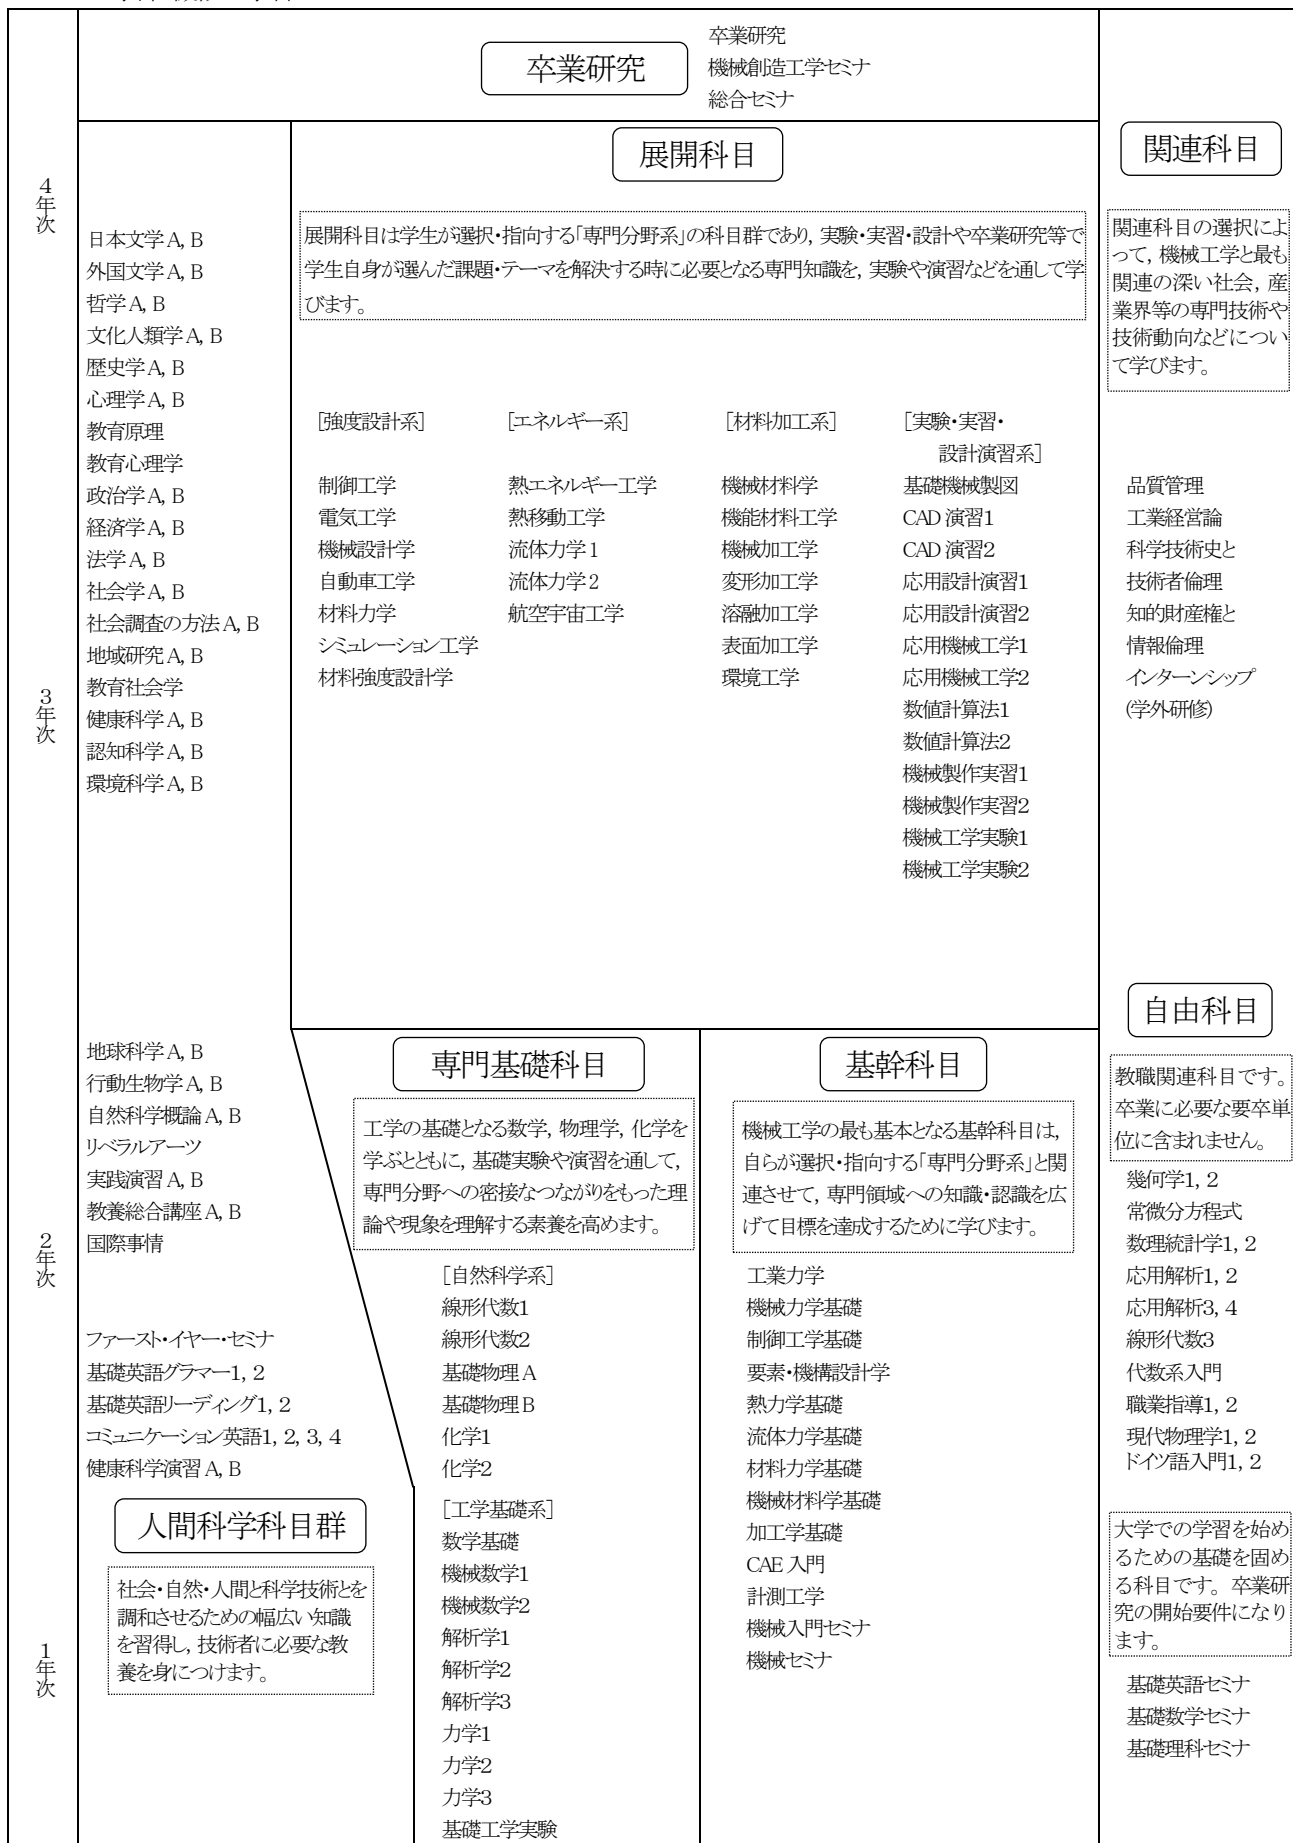 卒業研究
卒業研究
機械創造工学セミナ
総合セミナ
4年次
3年次
2年次
1年次
日本文学A, B
外国文学A, B
哲学A, B
文化人類学A, B
歴史学A, B
心理学A, B
教育原理
教育心理学
政治学A, B
経済学A, B
法学A, B
社会学A, B
社会調査の方法A, B
地域研究A, B
教育社会学
健康科学A, B
認知科学A, B
環境科学A, B
地球科学A, B
行動生物学A, B
自然科学概論A, B
リベラルアーツ
実践演習A, B
教養総合講座A, B
国際事情
ファースト・イヤー・セミナ
基礎英語グラマー1, 2
基礎英語リーディング1, 2
コミュニケーション英語1, 2, 3, 4
健康科学演習A, B
人間科学科目群
社会・自然・人間と科学技術とを
調和させるための幅広い知識
を習得し, 技術者に必要な教
養を身につけます。
展開科目
展開科目は学生が選択・指向する「専門分野系」の科目群であり, 実験・実習・設計や卒業研究等で
学生自身が選んだ課題・テーマを解決する時に必要となる専門知識を, 実験や演習などを通して学
びます。
[強度設計系]
制御工学
電気工学
機械設計学
自動車工学
材料力学
シミュレーション工学
材料強度設計学
[エネルギー系]
熱エネルギー工学
熱移動工学
流体力学1
流体力学2
航空宇宙工学
[材料加工系]
機械材料学
機能材料工学
機械加工学
変形加工学
溶融加工学
表面加工学
環境工学
[実験・実習・
設計演習系]
基礎機械製図
CAD 演習1
CAD 演習2
応用設計演習1
応用設計演習2
応用機械工学1
応用機械工学2
数値計算法1
数値計算法2
機械製作実習1
機械製作実習2
機械工学実験1
機械工学実験2
専門基礎科目
工学の基礎となる数学, 物理学, 化学を
学ぶとともに, 基礎実験や演習を通して,
専門分野への密接なつながりをもった理
論や現象を理解する素養を高めます。
[自然科学系]
線形代数1
線形代数2
基礎物理A
基礎物理B
化学1
化学2
[工学基礎系]
数学基礎
機械数学1
機械数学2
解析学1
解析学2
解析学3
力学1
力学2
力学3
基礎工学実験
基幹科目
機械工学の最も基本となる基幹科目は,
自らが選択・指向する「専門分野系」と関
連させて, 専門領域への知識・認識を広
げて目標を達成するために学びます。
工業力学
機械力学基礎
制御工学基礎
要素・機構設計学
熱力学基礎
流体力学基礎
材料力学基礎
機械材料学基礎
加工学基礎
CAE 入門
計測工学
機械入門セミナ
機械セミナ
関連科目
関連科目の選択によ
って, 機械工学と最も
関連の深い社会, 産
業界等の専門技術や
技術動向などについ
て学びます。
品質管理
工業経営論
科学技術史と
技術者倫理
知的財産権と
情報倫理
インターンシップ
(学外研修)
自由科目
教職関連科目です。
卒業に必要な要卒単
位に含まれません。
幾何学1, 2
常微分方程式
数理統計学1, 2
応用解析1, 2
応用解析3, 4
線形代数3
代数系入門
職業指導1, 2
現代物理学1, 2
ドイツ語入門1, 2
大学での学習を始め
るための基礎を固め
る科目です。卒業研
究の開始要件になり
ます。
基礎英語セミナ
基礎数学セミナ
基礎理科セミナ